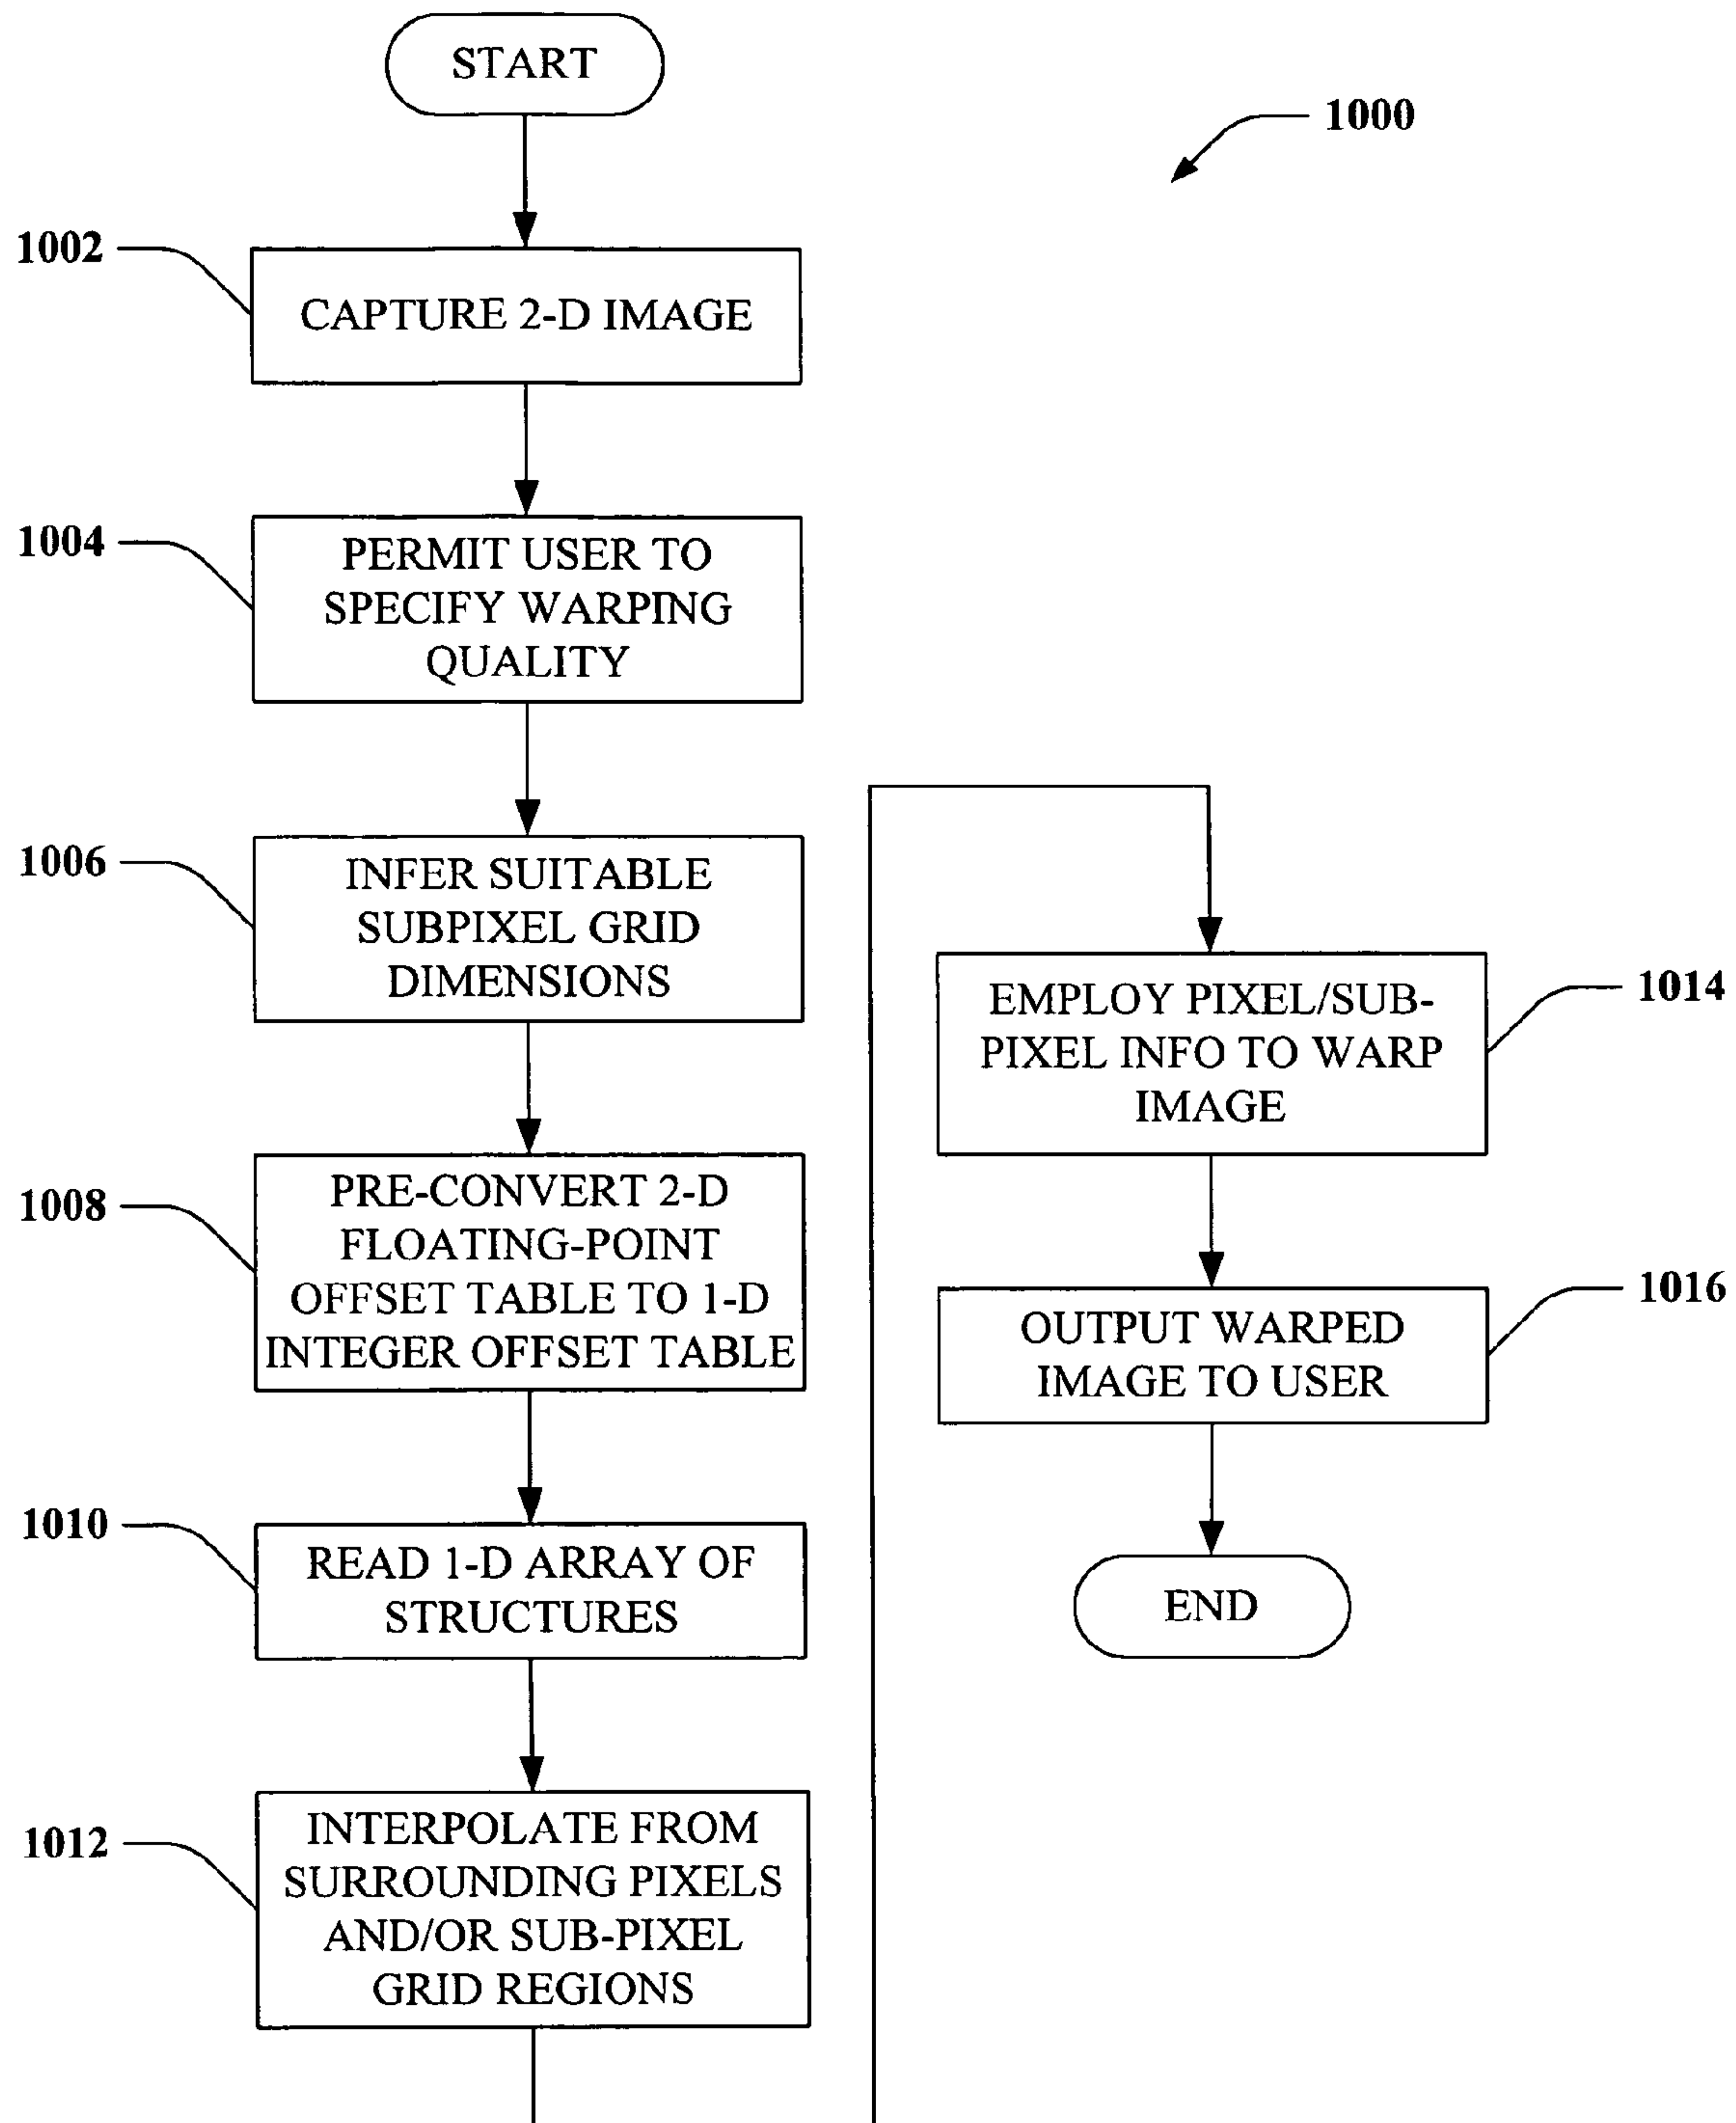 START
1000
1002
CAPTURE 2-D IMAGE
1004
PERMIT USER TO
SPECIFY WARPING
QUALITY
1006
INFER SUITABLE
SUBPIXEL GRID
DIMENSIONS
1008
PRE-CONVERT 2-D
FLOATING-POINT
OFFSET TABLE TO 1-D
INTEGER OFFSET TABLE
1010
READ 1-D ARRAY OF
STRUCTURES
1012
INTERPOLATE FROM
SURROUNDING PIXELS
AND/OR SUB-PIXEL
GRID REGIONS
EMPLOY PIXEL/SUB-
PIXEL INFO TO WARP
IMAGE
1014
OUTPUT WARPED
IMAGE TO USER
1016
END